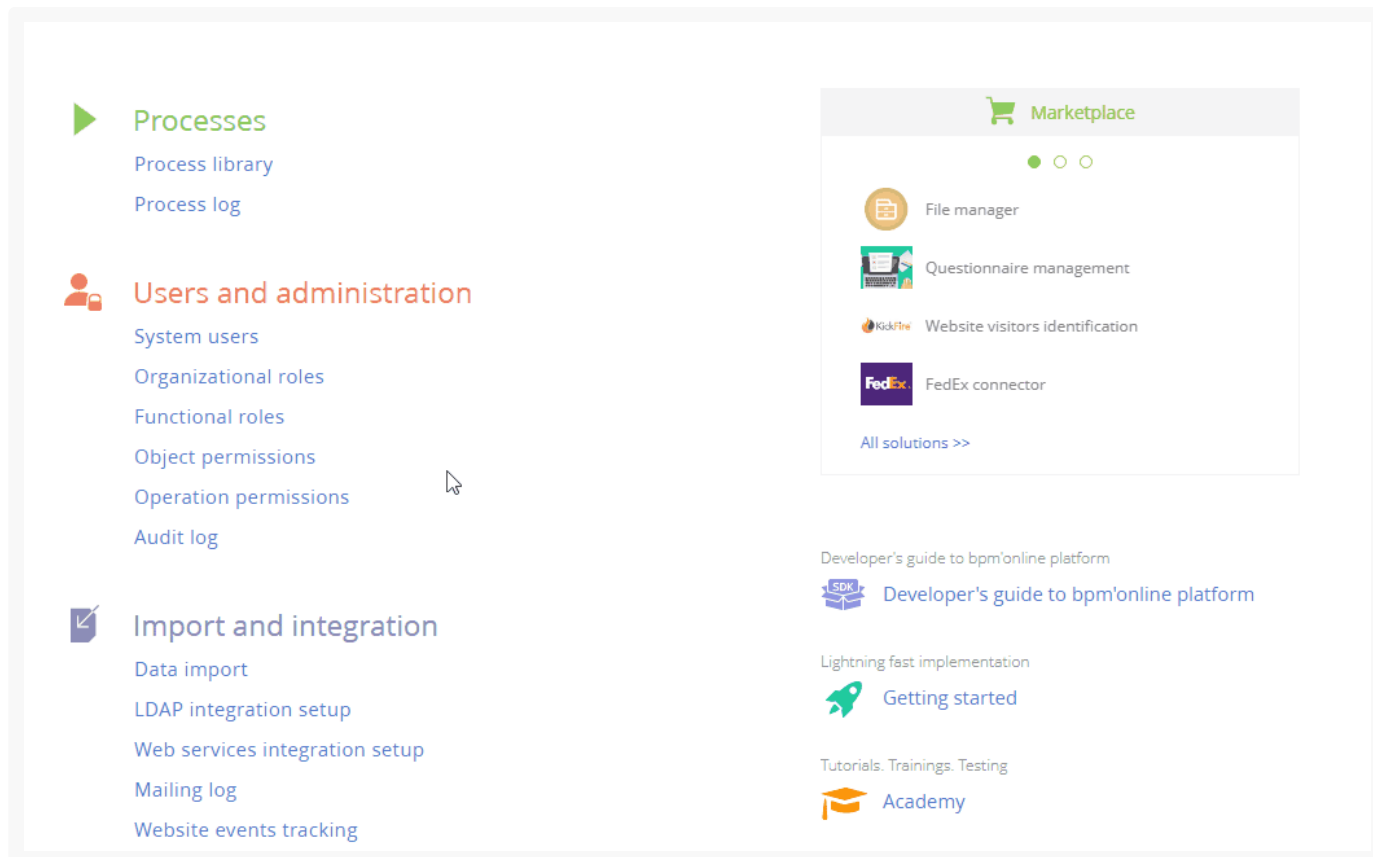 Processes
Process library
Process log
Users and administration
System users
Organizational roles
Functional roles
Object permissions
Operation permissions
Audit log
Import and integration
Data import
LDAP integration setup
Web services integration setup
Mailing log
Website events tracking
Marketplace
File manager
Questionnaire management
KickFire Website visitors identification
FedEx. FedEx connector
All solutions >>
Developer's guide to bpm'online platform
SDK Developer's guide to bpm'online platform
Lightning fast implementation
Getting started
Tutorials. Trainings. Testing
Academy